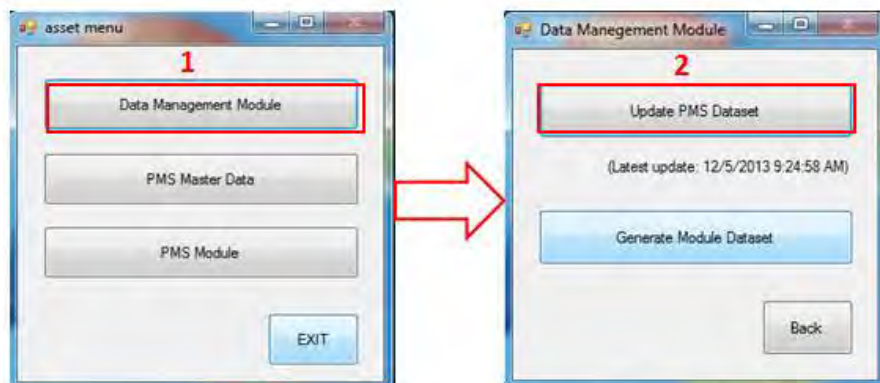 asset menu
1
Data Management Module
PMS Master Data
PMS Module
EXIT
Data Manegement Module
2
Update PMS Dataset
(Latest update: 12/5/2013 9:24:58 AM)
Generate Module Dataset
Back